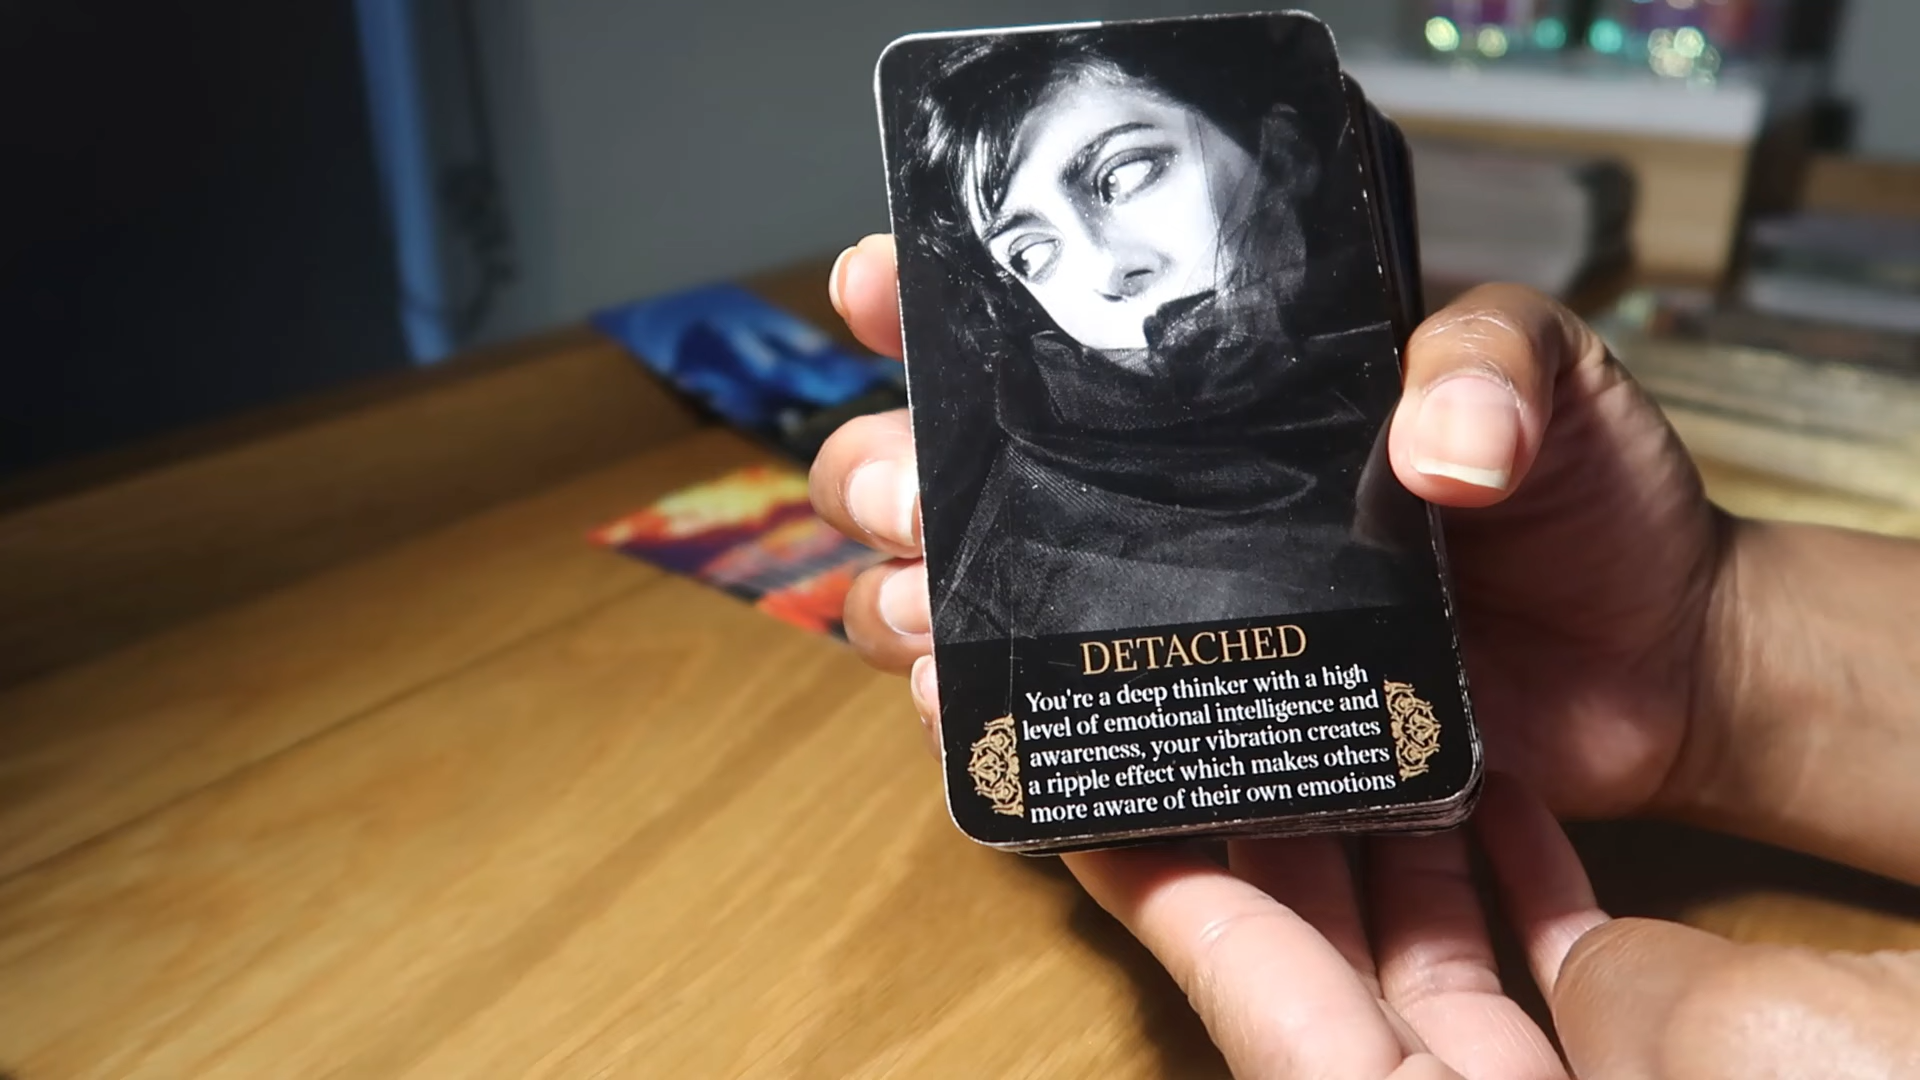 DETACHED
You're a deep thinker with a high
level of emotional intelligence and
awareness, your vibration creates
a ripple effect which makes others
more aware of their own emotions